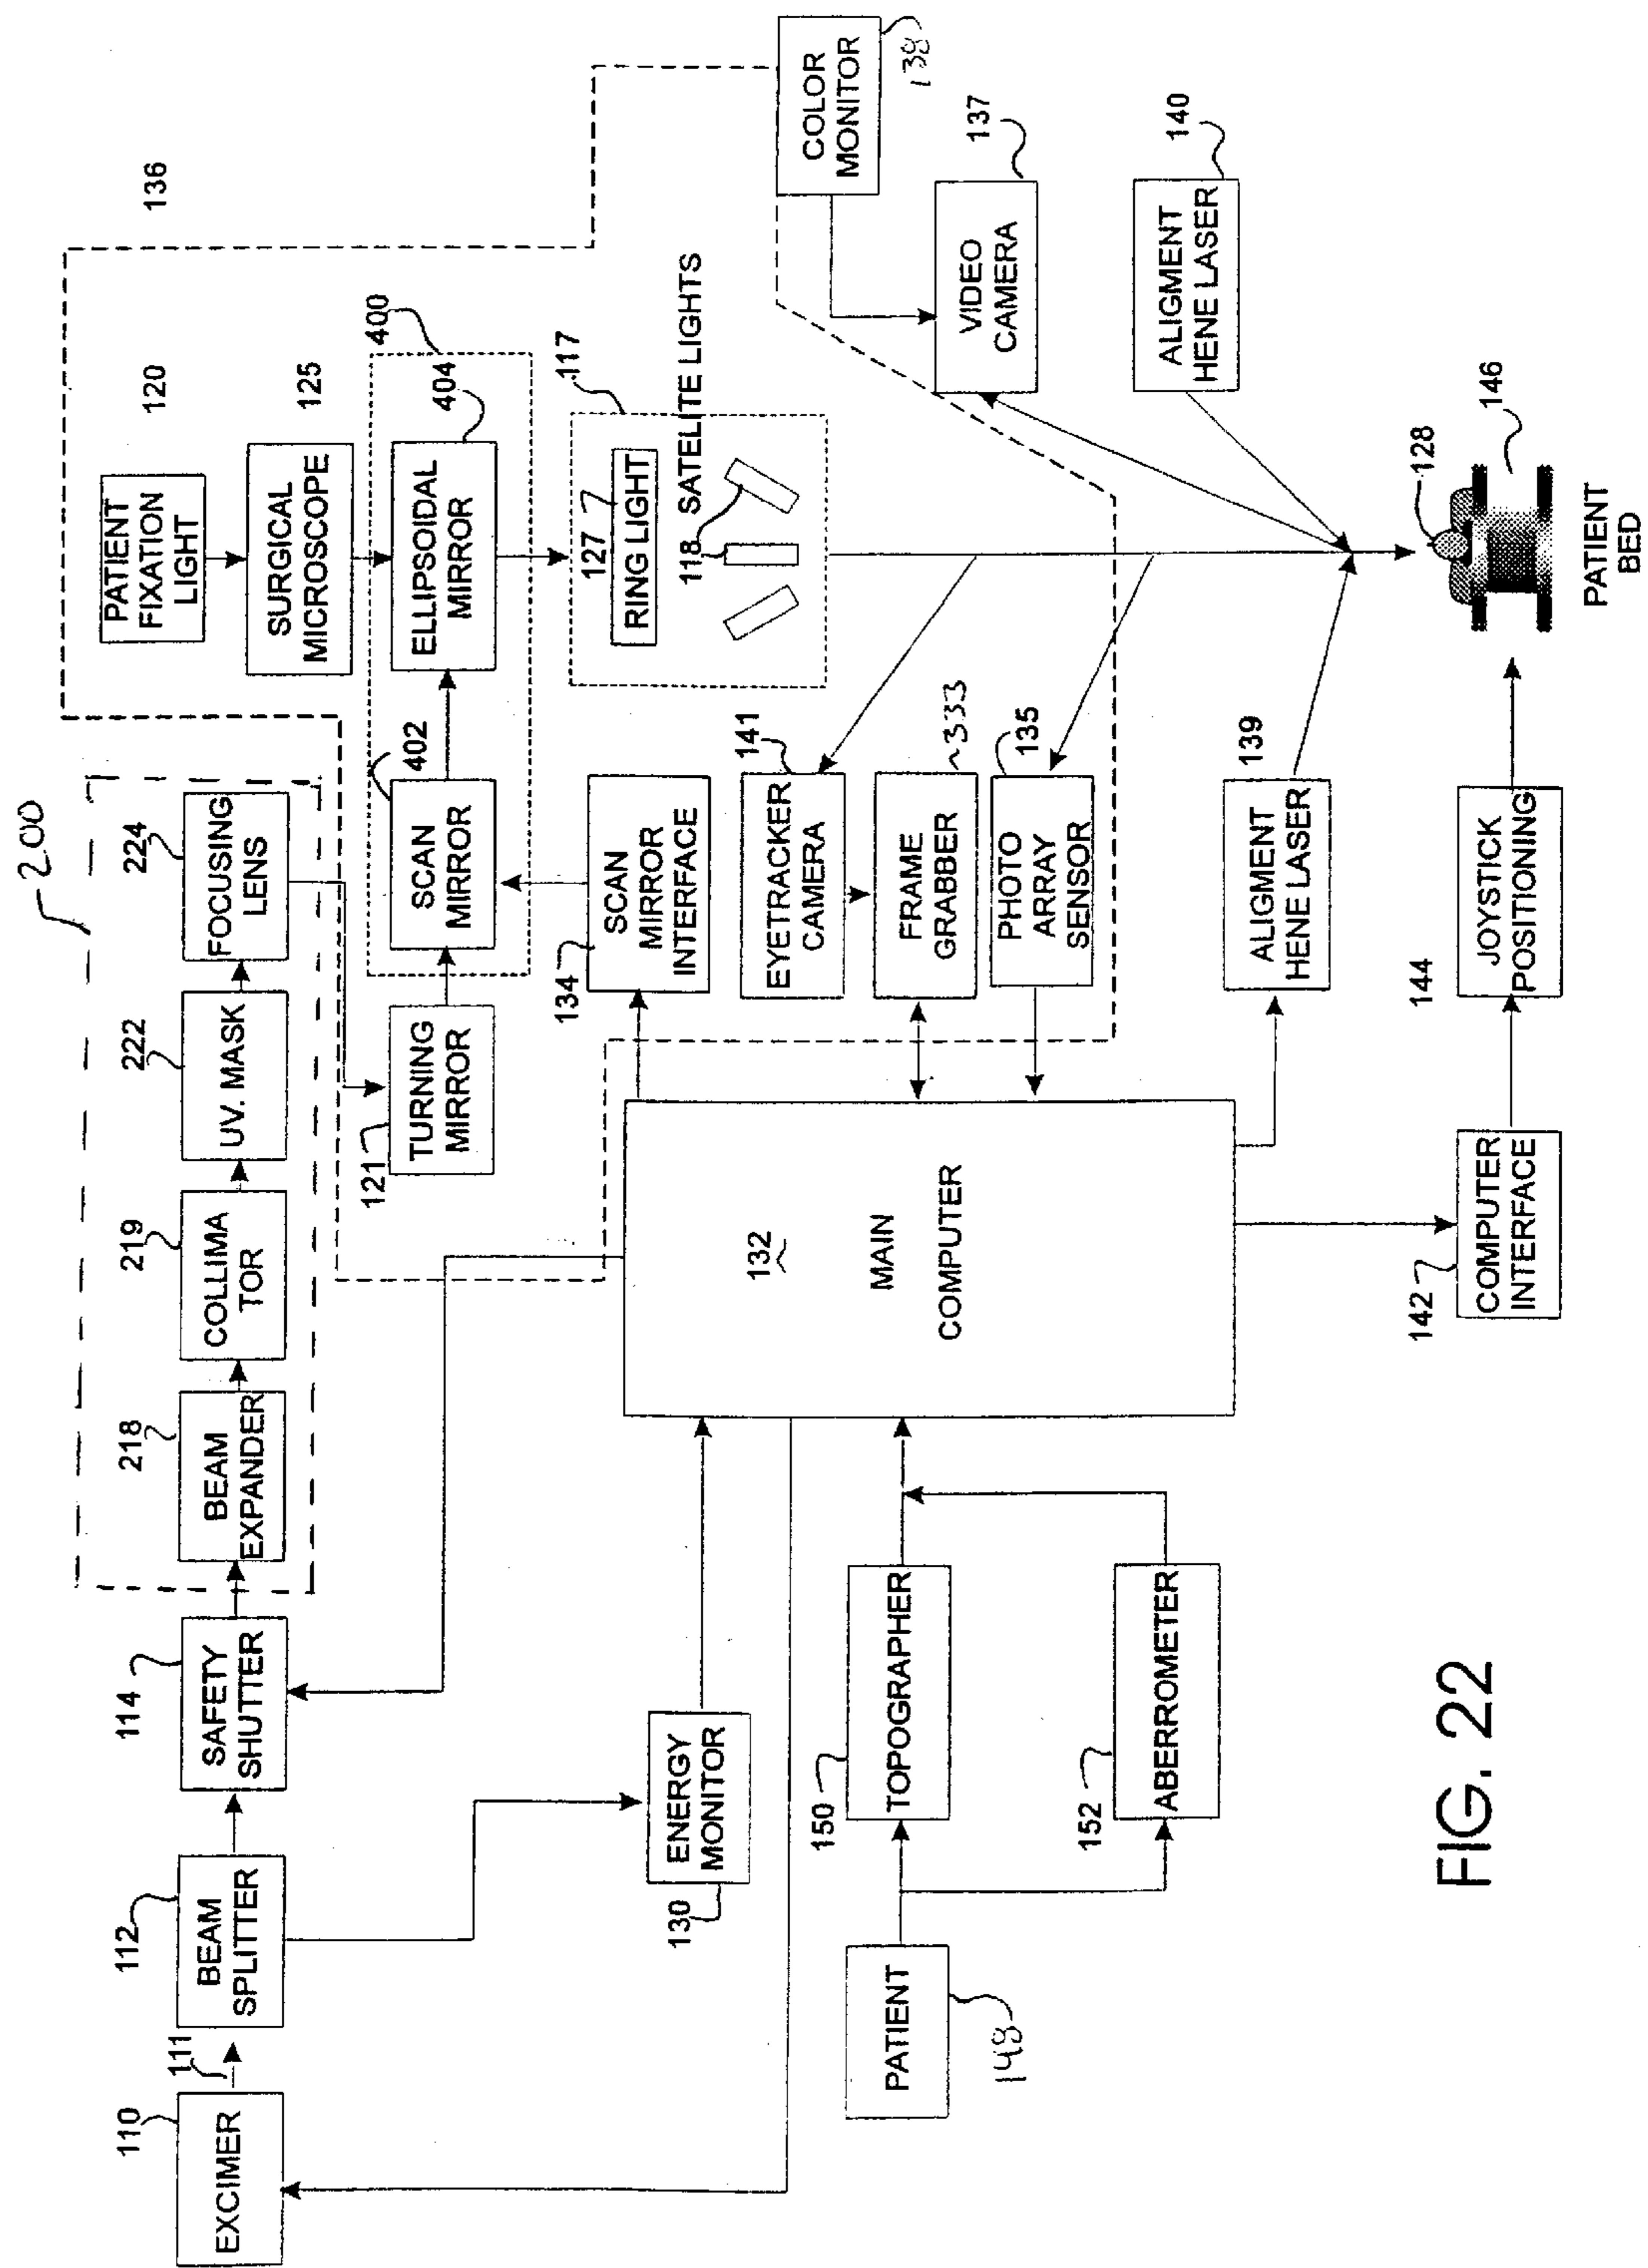 200
110
EXCIMER
111
112
BEAM
SPLITTER
114
SAFETY
SHUTTER
218
BEAM
EXPANDER
219
COLLIMA
TOR
222
UV. MASK
224
FOCUSING
LENS
120
PATIENT
FIXATION
LIGHT
136
125
SURGICAL
MICROSCOPE
121
TURNING
MIRROR
402
SCAN
MIRROR
400
404
ELLIPSOIDAL
MIRROR
117
127
RING LIGHT
118
SATELITE LIGHTS
134
SCAN
MIRROR
INTERFACE
141
EYETRACKER
CAMERA
333
FRAME
GRABBER
135
PHOTO
ARRAY
SENSOR
COLOR
MONITOR
138
137
VIDEO
CAMERA
140
ALIGMENT
HENE LASER
130
ENERGY
MONITOR
132
MAIN
COMPUTER
139
ALIGMENT
HENE LASER
PATIENT
148
150
TOPOGRAPHER
152
ABERROMETER
142
COMPUTER
INTERFACE
144
JOYSTICK
POSITIONING
128
146
PATIENT
BED
FIG. 22